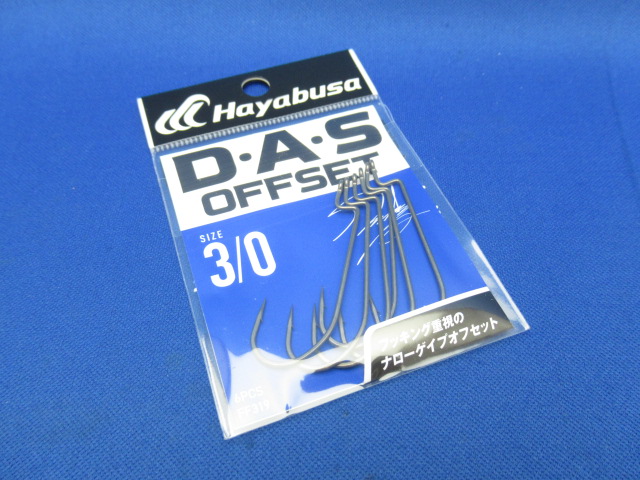 Hayabusa
D・A・S
OFFSET
SIZE
3/0
フッキング重視の
ナローゲイプオフセット
PCS